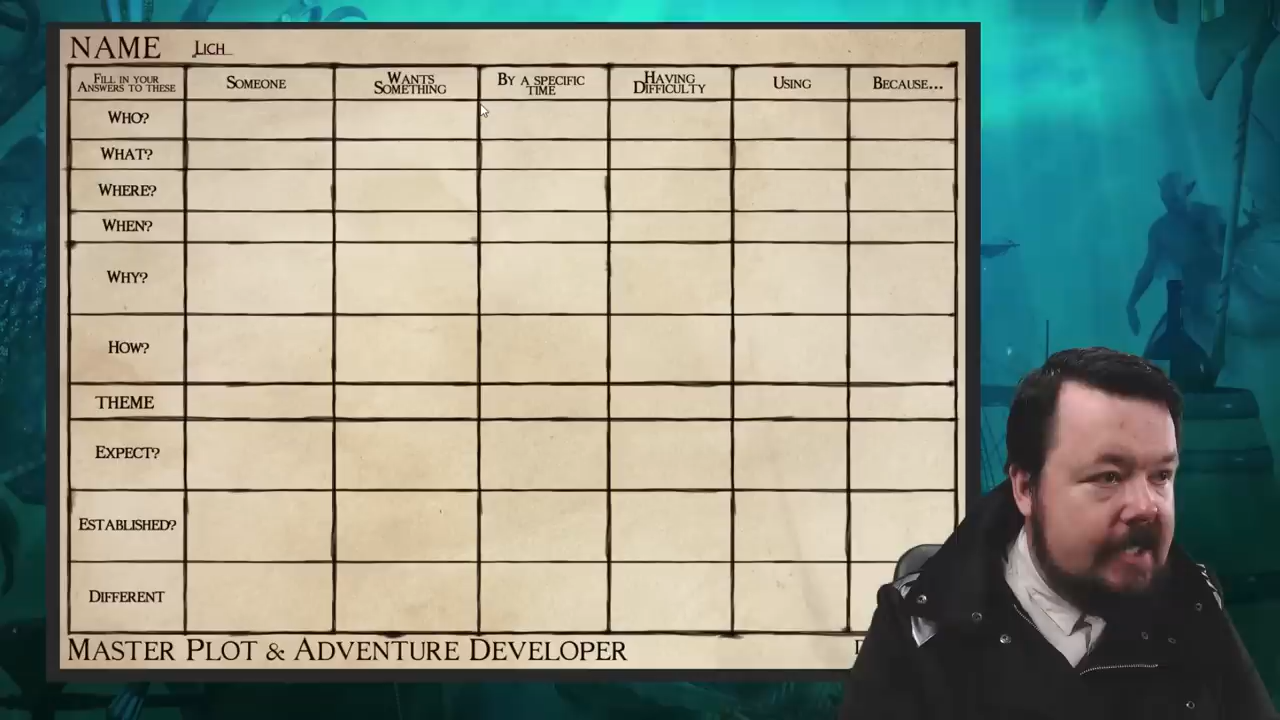 NAME Lich
Fill in your
Answers to these
Someone
Wants
Something
By a specific
time
Having
Difficulty
Using
Because...
Who?
What?
Where?
When?
Why?
How?
THEME
Expect?
Established?
Different
Master Plot & Adventure Developer